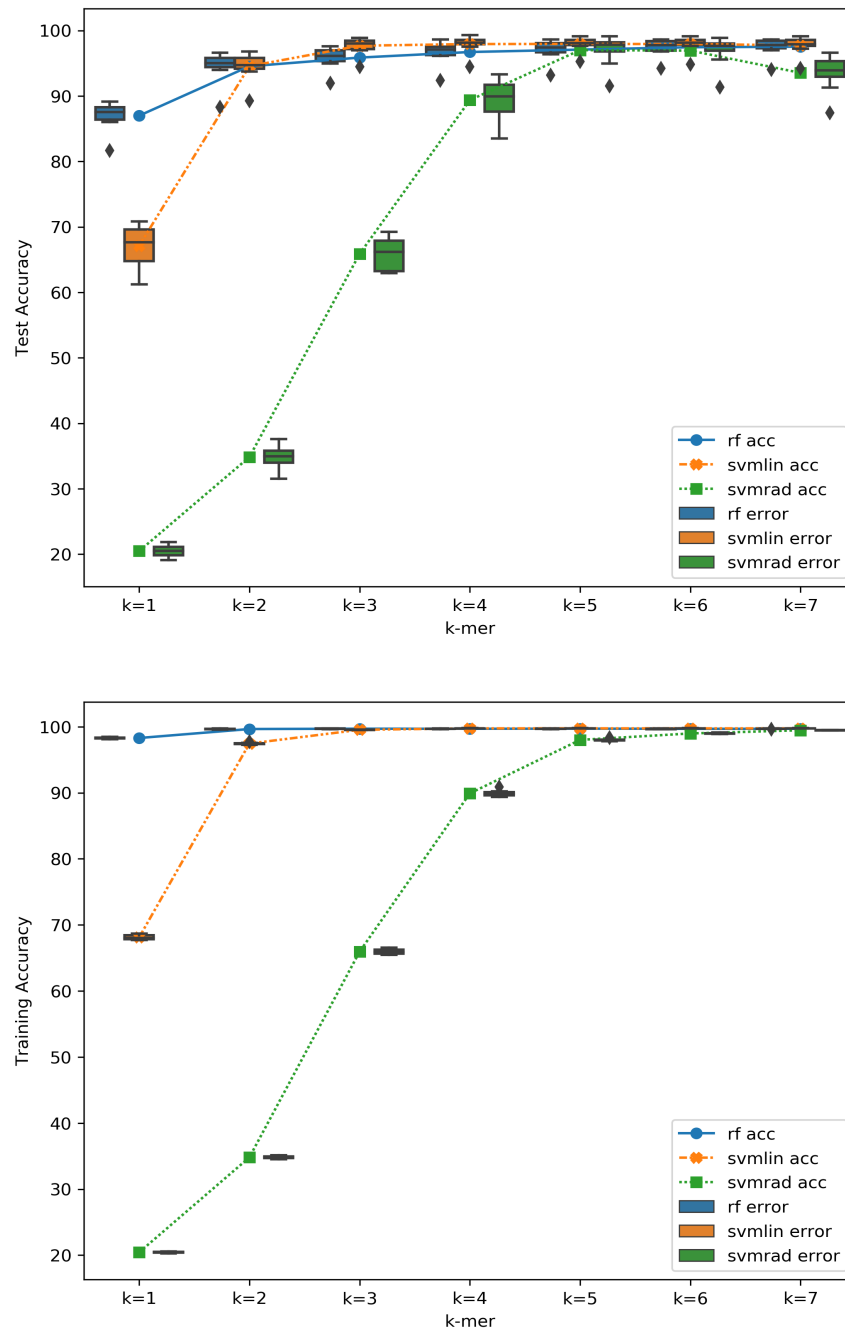 100
90
80
70
60
50
40
30
20
Test Accuracy
rf acc
svmlin acc
svmrad acc
rf error
svmlin error
svmrad error
k=1 k=2 k=3 k=4 k=5 k=6 k=7
k-mer
100
90
80
70
60
50
40
30
20
Training Accuracy
rf acc
svmlin acc
svmrad acc
rf error
svmlin error
svmrad error
k=1 k=2 k=3 k=4 k=5 k=6 k=7
k-mer